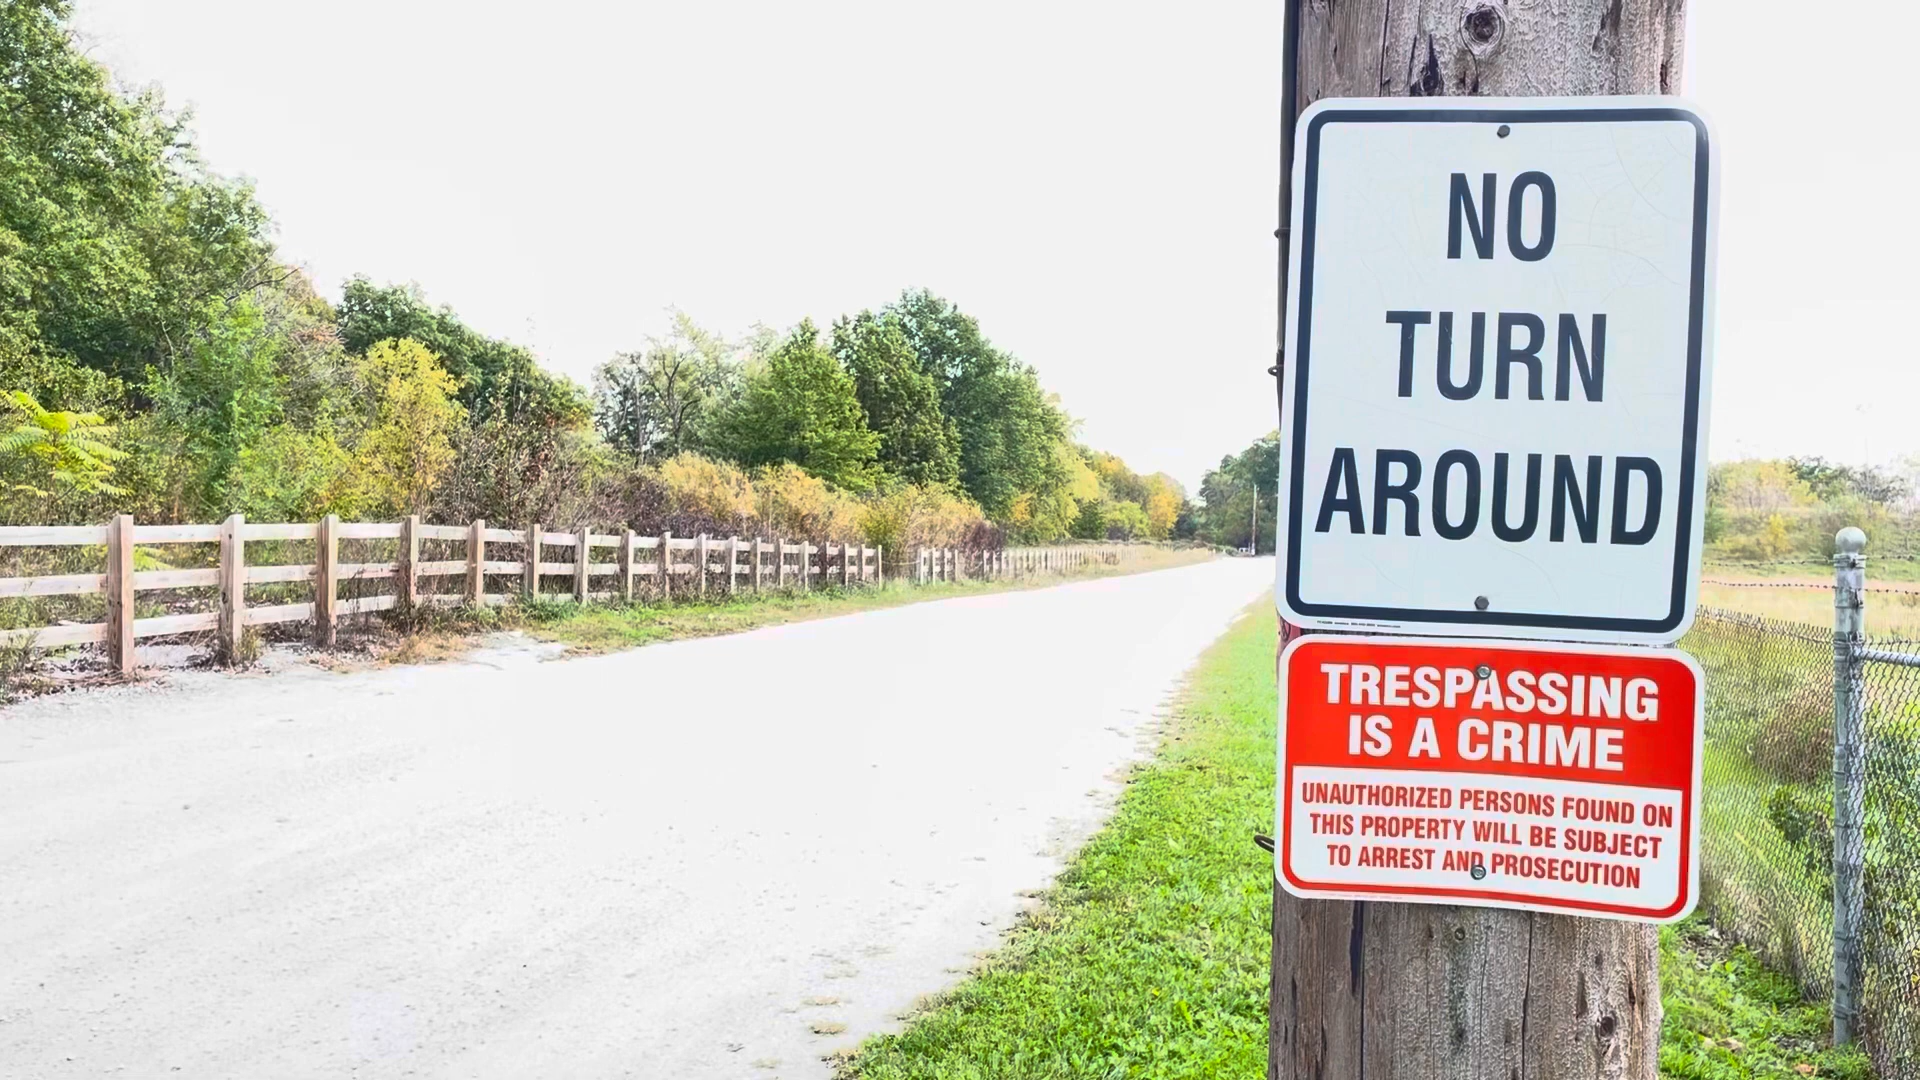 NO
TURN
AROUND
TRESPASSING
IS A CRIME
UNAUTHORIZED PERSONS FOUND ON
THIS PROPERTY WILL BE SUBJECT
TO ARREST AND PROSECUTION